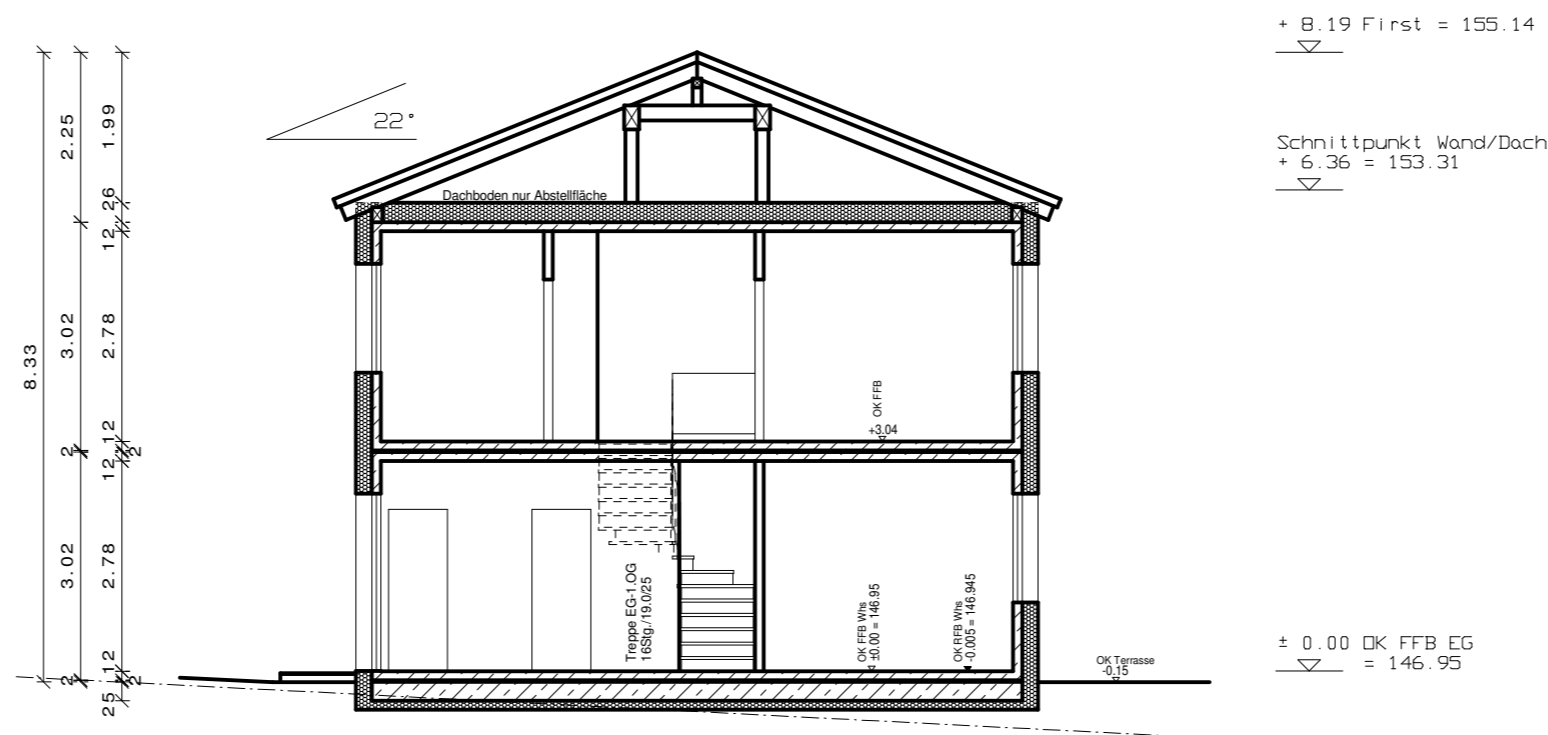 + 8.19 First = 155.14
Schnittpunkt Wand/Dach
+ 6.36 = 153.31
± 0.00 OK FFB EG
= 146.95
22°
Dachboden nur Abstellfläche
OK FFB
+3.04
Treppe EG-1.OG
16Stg./19.0/25
OK FFB Whs
±0.00 = 146.95
OK RFB Whs
-0.005 = 146.945
OK Terrasse
-0.15
8.33
2.25
3.02
2
3.02
2
1.99
26
12
2.78
12
2
12
2.78
12
2
25